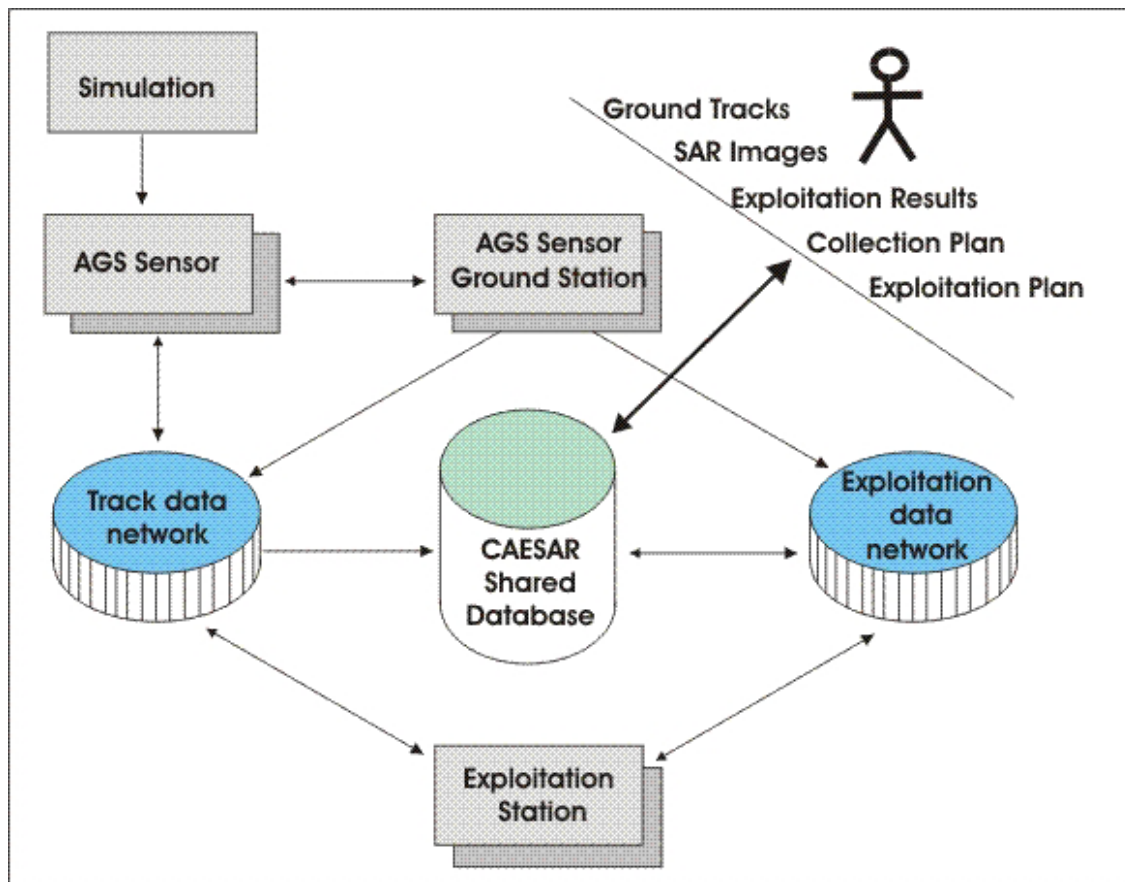 Simulation
Ground Tracks
SAR Images
Exploitation Results
Collection Plan
Exploitation Plan
AGS Sensor
AGS Sensor
Ground Station
Track data
network
CAESAR
Shared
Database
Exploitation
data
network
Exploitation
Station